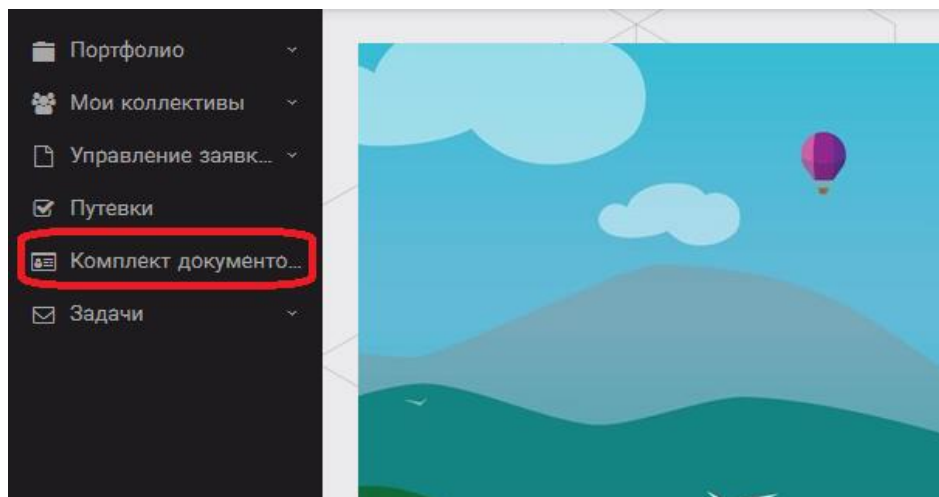 Портфолио
Мои коллективы
Управление заявк...
Путевки
Комплект документо...
Задачи